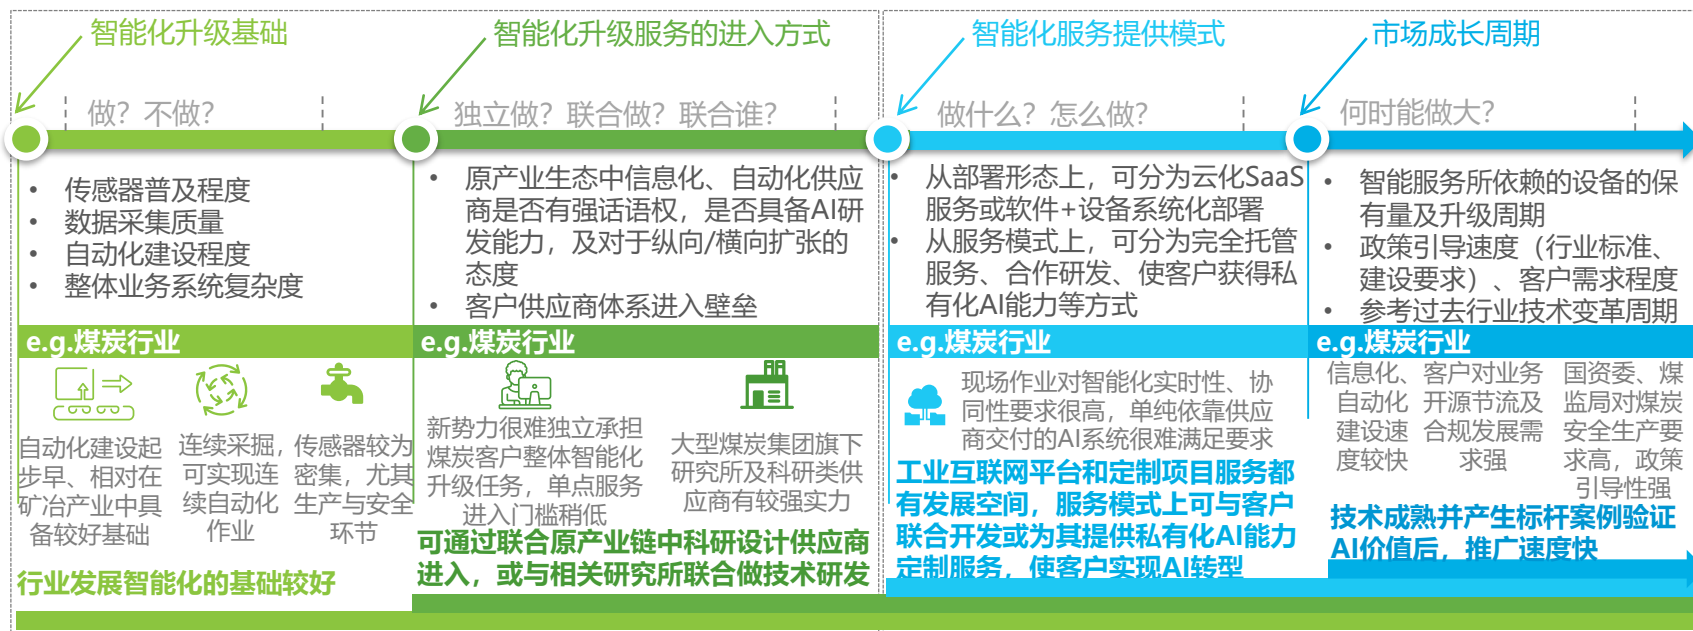 智能化升级基础
智能化升级服务的进入方式
智能化服务提供模式
市场成长周期
做？不做？
独立做？联合做？联合谁？
做什么？怎么做？
何时能做大？
• 传感器普及程度
• 数据采集质量
• 自动化建设程度
• 整体业务系统复杂度
• 原产业生态中信息化、自动化供应
商是否有强话语权，是否具备AI研
发能力，及对于纵向/横向扩张的
态度
• 客户供应商体系进入壁垒
• 从部署形态上，可分为云化SaaS
服务或软件+设备系统化部署
• 从服务模式上，可分为完全托管
服务、合作研发、使客户获得私
有化AI能力等方式
• 智能服务所依赖的设备的保
有量及升级周期
• 政策引导速度（行业标准、
建设要求）、客户需求程度
• 参考过去行业技术变革周期
e.g.煤炭行业
自动化建设起
步早、相对在
矿冶产业中具
备较好基础
连续采掘，
可实现连
续自动化
作业
传感器较为
密集，尤其
生产与安全
环节
行业发展智能化的基础较好
e.g.煤炭行业
新势力很难独立承担
煤炭客户整体智能化
升级任务，单点服务
进入门槛稍低
大型煤炭集团旗下
研究所及科研类供
应商有较强实力
可通过联合原产业链中科研设计供应商
进入，或与相关研究所联合做技术研发
e.g.煤炭行业
现场作业对智能化实时性、协
同性要求很高，单纯依靠供应
商交付的AI系统很难满足要求
工业互联网平台和定制项目服务都
有发展空间，服务模式上可与客户
联合开发或为其提供私有化AI能力
定制服务，使客户实现AI转型
e.g.煤炭行业
信息化、
自动化
建设速
度较快
客户对业务
开源节流及
合规发展需
求强
国资委、煤
监局对煤炭
安全生产要
求高，政策
引导性强
技术成熟并产生标杆案例验证
AI价值后，推广速度快